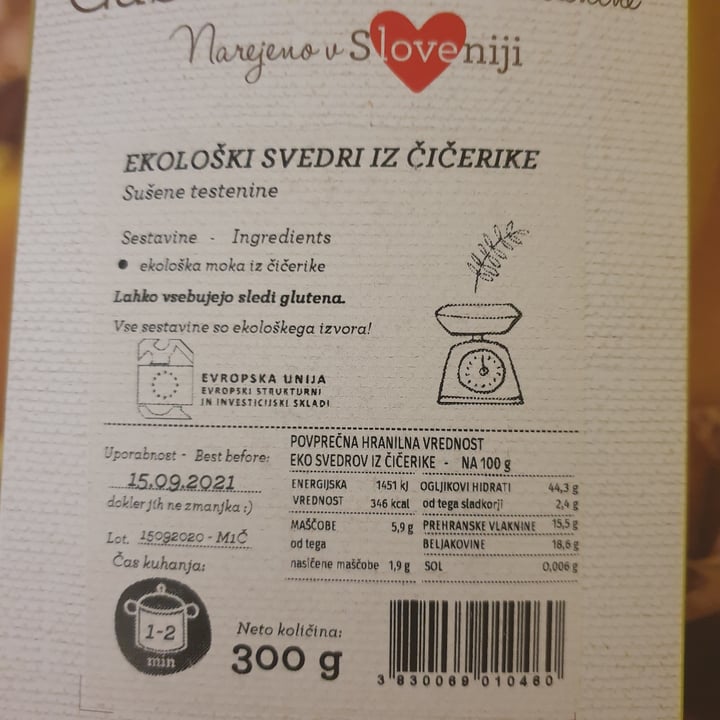 Narejeno v Sloveniji
EKOLOŠKI SVEDRI IZ ČIČERIKE
Sušene testenine
Sestavine - Ingredients
• ekološka moka iz čičerike
Lahko vsebujejo sledi glutena.
Vse sestavine so ekološkega izvora!
EVROPSKA UNIJA
EVROPSKI STRUKTURNI
IN INVESTICIJSKI SKLADI
Uporabnost - Best before:
15.09.2021
dokler jih ne zmanjka :)
Lot. 15092020 - M1Č
Čas kuhanja:
1-2
min
POVPREČNA HRANILNA VREDNOST
EKO SVEDROV IZ ČIČERIKE - NA 100 g
ENERGIJSKA 1451 kJ
VREDNOST 346 kcal
MAŠČOBE 5,9 g
od tega
nasičene maščobe 1,9 g
OGLJIKOVI HIDRATI 44,3 g
od tega sladkorji 2,4 g
PREHRANSKE VLAKNINE 15,5 g
BELJAKOVINE 18,6 g
SOL 0,006 g
Neto količina:
300 g
3 830069 010460